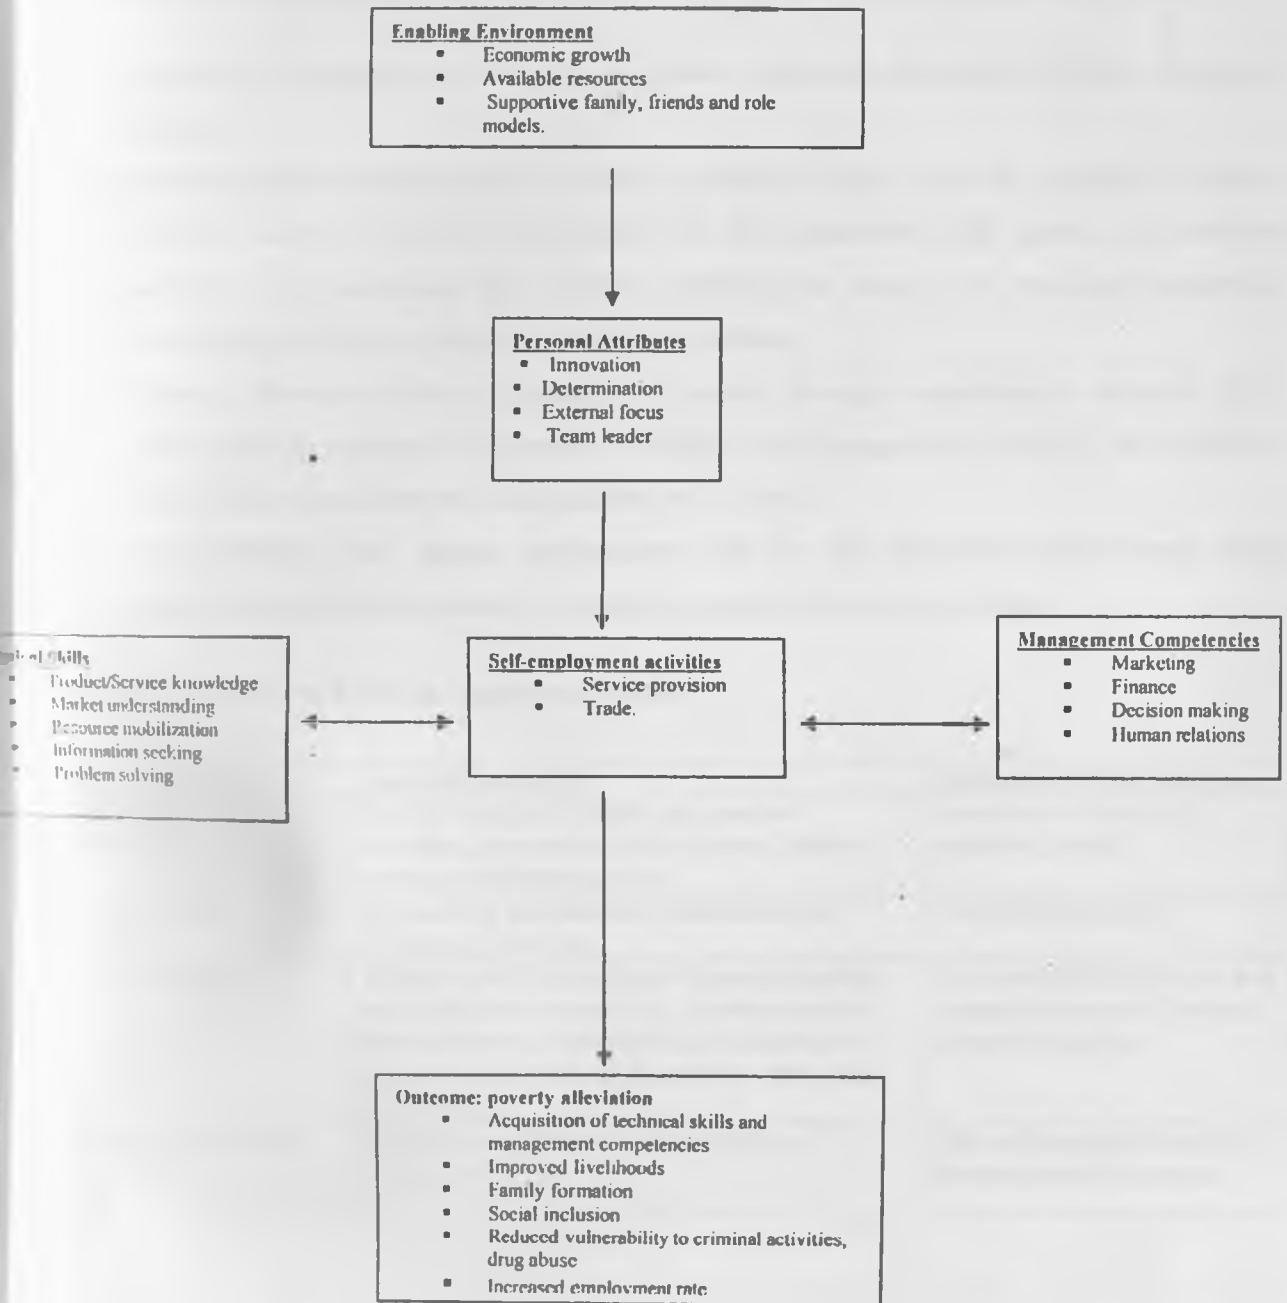 Enabling Environment
▪ Economic growth
▪ Available resources
▪ Supportive family, friends and role
models.
Personal Attributes
▪ Innovation
▪ Determination
▪ External focus
▪ Team leader
Skills
▪ Product/Service knowledge
▪ Market understanding
▪ Resource mobilization
▪ Information seeking
▪ Problem solving
Self-employment activities
▪ Service provision
▪ Trade.
Management Competencies
▪ Marketing
▪ Finance
▪ Decision making
▪ Human relations
Outcome: poverty alleviation
▪ Acquisition of technical skills and
management competencies
▪ Improved livelihoods
▪ Family formation
▪ Social inclusion
▪ Reduced vulnerability to criminal activities,
drug abuse
▪ Increased employment rate